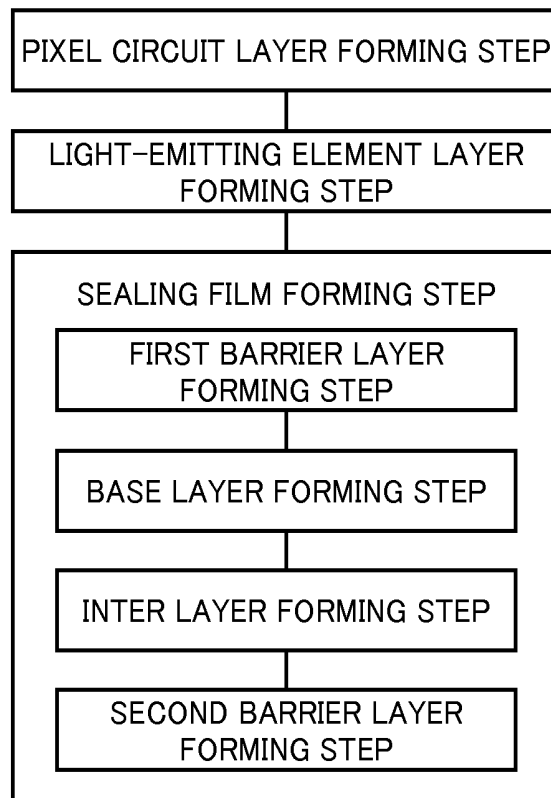 PIXEL CIRCUIT LAYER FORMING STEP
LIGHT-EMITTING ELEMENT LAYER
FORMING STEP
SEALING FILM FORMING STEP
FIRST BARRIER LAYER
FORMING STEP
BASE LAYER FORMING STEP
INTER LAYER FORMING STEP
SECOND BARRIER LAYER
FORMING STEP